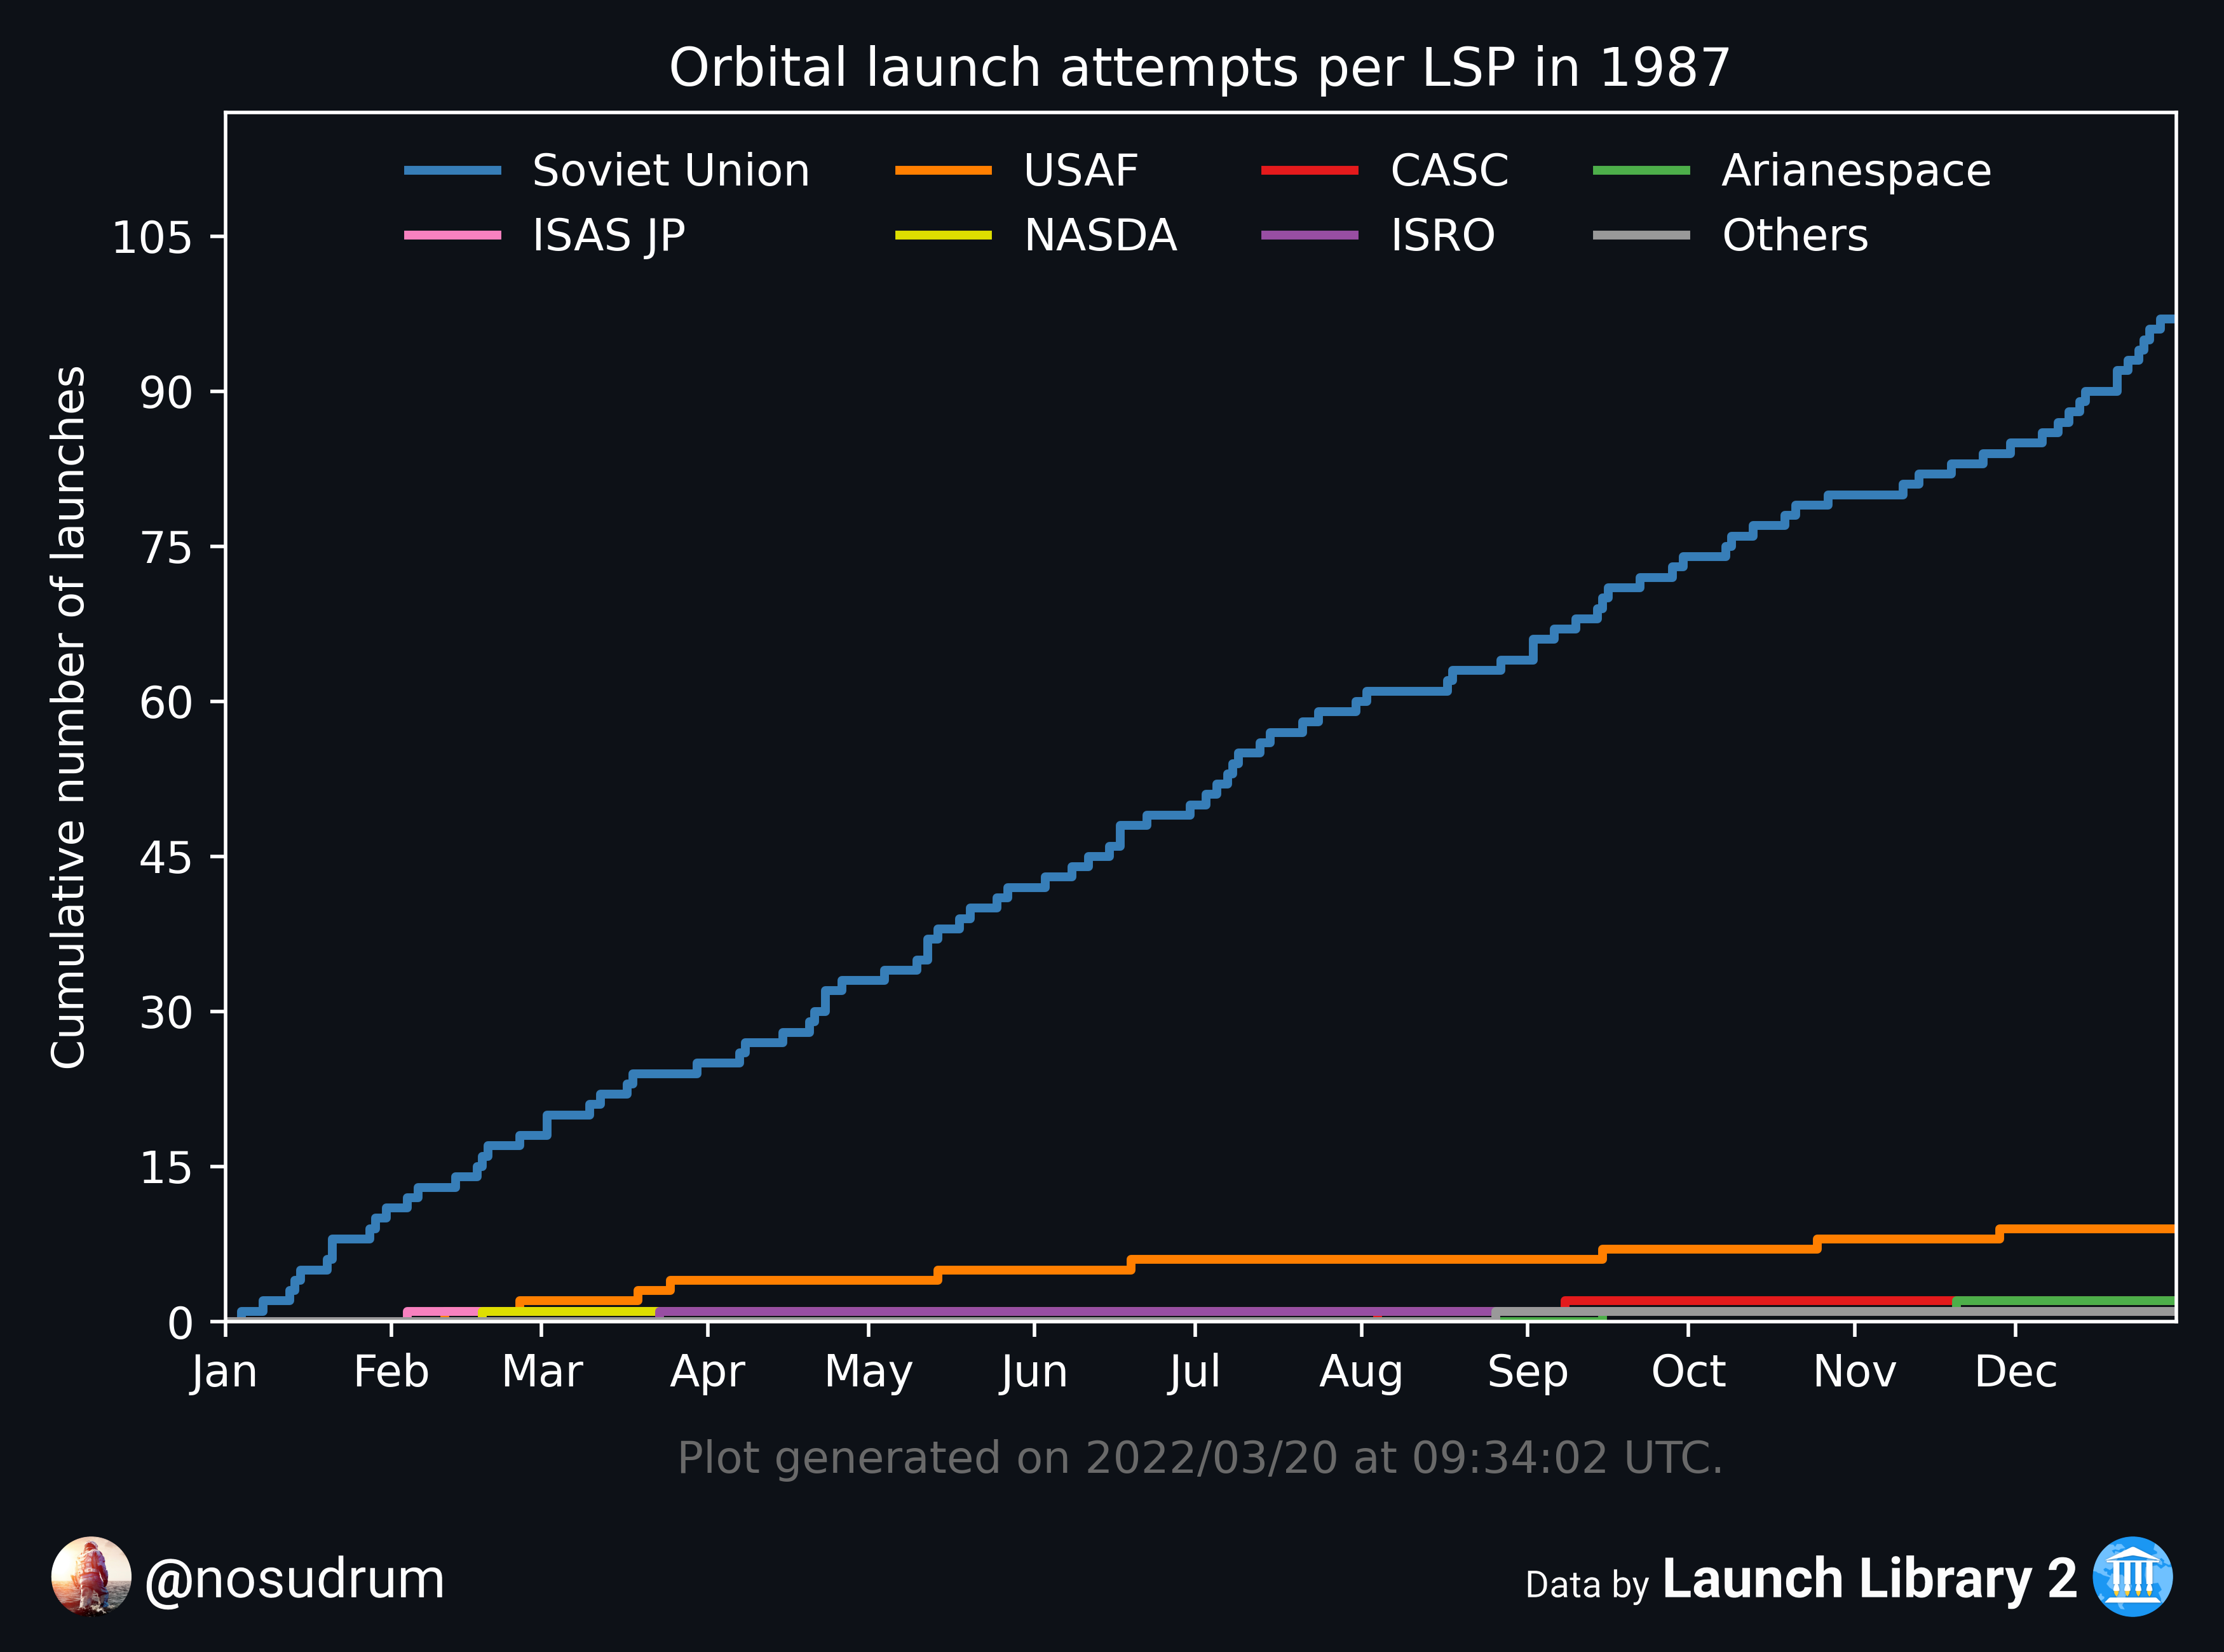 Orbital launch attempts per LSP in 1987
Soviet Union USAF CASC Arianespace
ISAS JP NASDA ISRO Others
Cumulative number of launches
105
90
75
60
45
30
15
0
Jan Feb Mar Apr May Jun Jul Aug Sep Oct Nov Dec
Plot generated on 2022/03/20 at 09:34:02 UTC.
@nosudrum Data by Launch Library 2